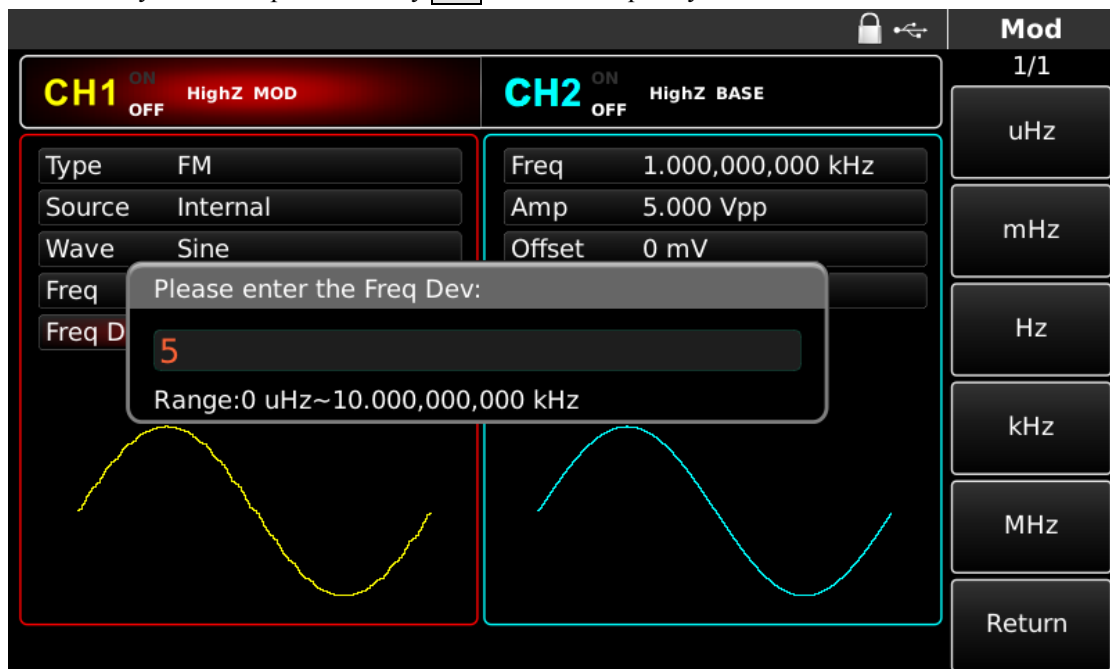 Mod
1/1
CH1 ON OFF HighZ MOD
CH2 ON OFF HighZ BASE
Type FM
Source Internal
Wave Sine
Freq
Freq D
Please enter the Freq Dev:
5
Range:0 uHz~10.000,000,000 kHz
Freq 1.000,000,000 kHz
Amp 5.000 Vpp
Offset 0 mV
uHz
mHz
Hz
kHz
MHz
Return